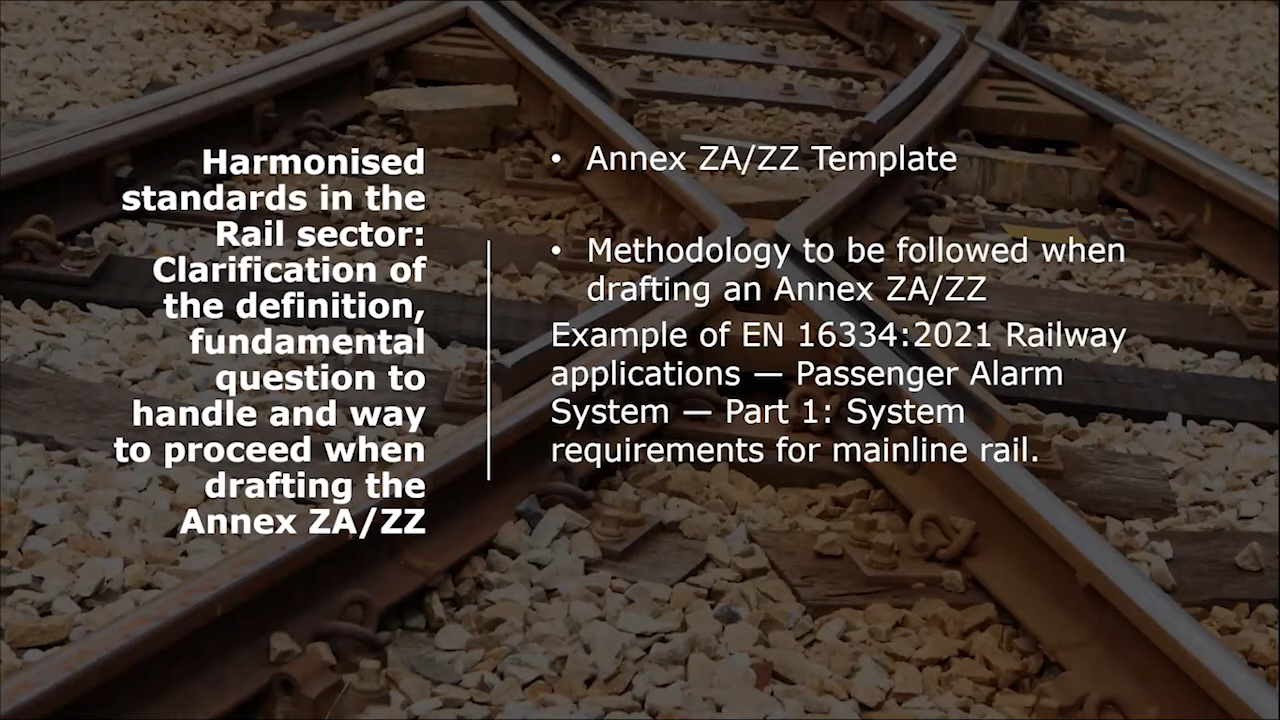 Harmonised
standards in the
Rail sector:
Clarification of
the definition,
fundamental
question to
handle and way
to proceed when
drafting the
Annex ZA/ZZ
• Annex ZA/ZZ Template
• Methodology to be followed when
drafting an Annex ZA/ZZ
Example of EN 16334:2021 Railway
applications — Passenger Alarm
System — Part 1: System
requirements for mainline rail.